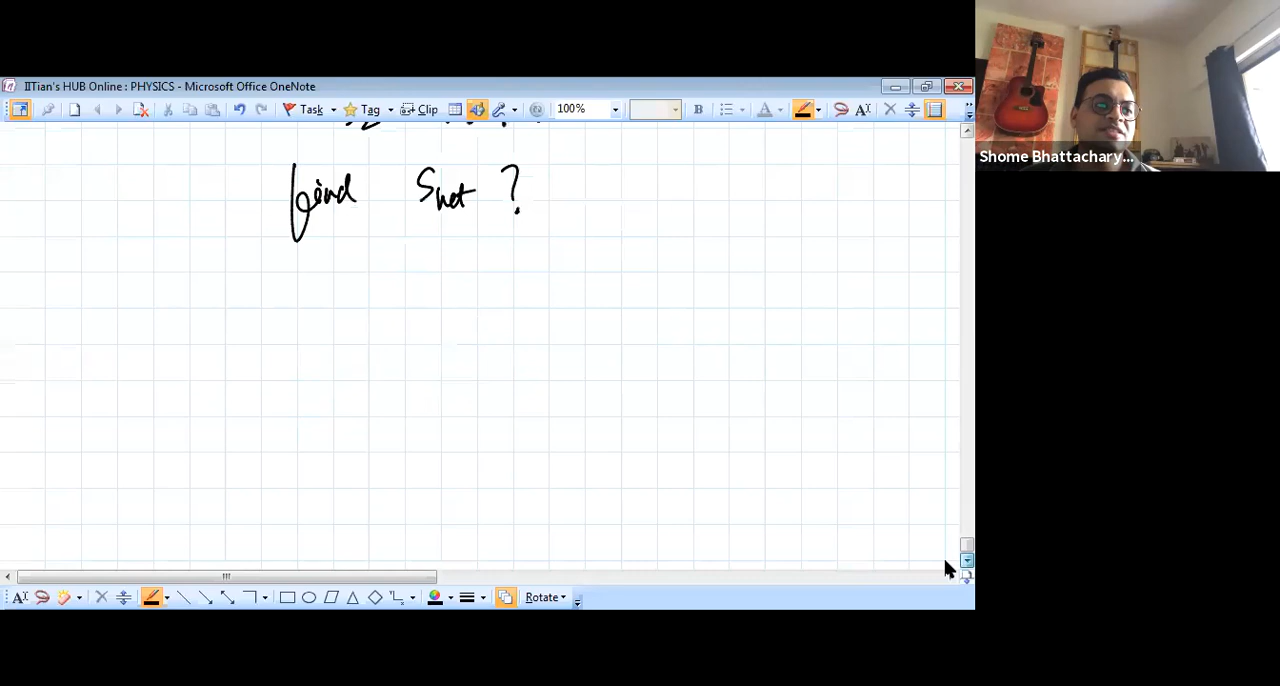 IITian's HUB Online : PHYSICS - Microsoft Office OneNote
Task Tag Clip 100% B A
find Snet ?
Shome Bhattachary...
Rotate